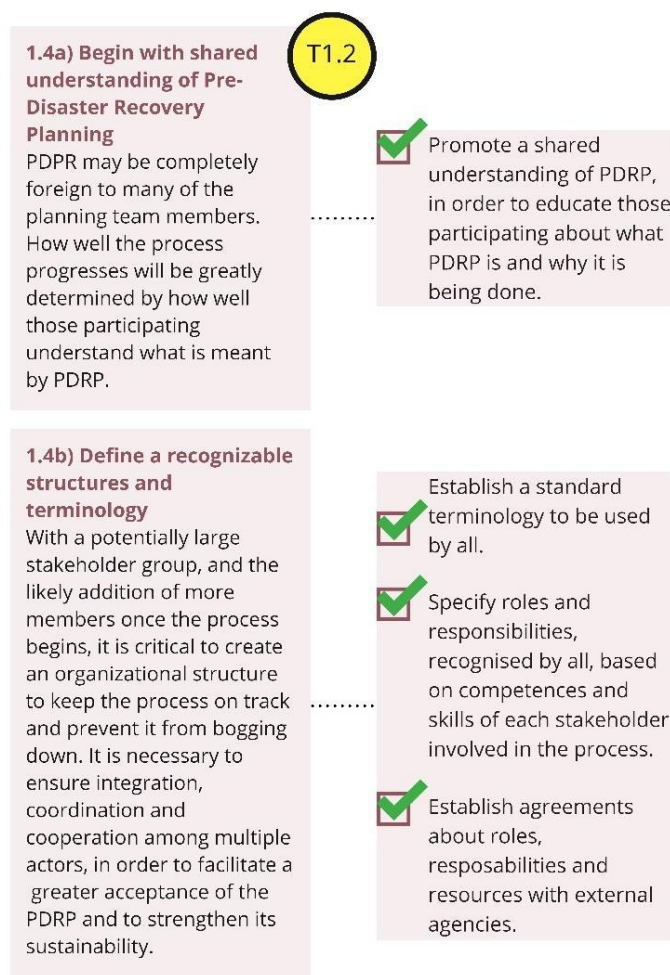 T1.2
1.4a) Begin with shared
understanding of Pre-
Disaster Recovery
Planning
PDPR may be completely
foreign to many of the
planning team members.
How well the process
progresses will be greatly
determined by how well
those participating
understand what is meant
by PDRP.
Promote a shared
understanding of PDRP,
in order to educate those
participating about what
PDRP is and why it is
being done.
1.4b) Define a recognizable
structures and
terminology
With a potentially large
stakeholder group, and the
likely addition of more
members once the process
begins, it is critical to create
an organizational structure
to keep the process on track
and prevent it from bogging
down. It is necessary to
ensure integration,
coordination and
cooperation among multiple
actors, in order to facilitate a
greater acceptance of the
PDRP and to strengthen its
sustainability.
Establish a standard
terminology to be used
by all.
Specify roles and
responsibilities,
recognised by all, based
on competences and
skills of each stakeholder
involved in the process.
Establish agreements
about roles,
resposabilities and
resources with external
agencies.